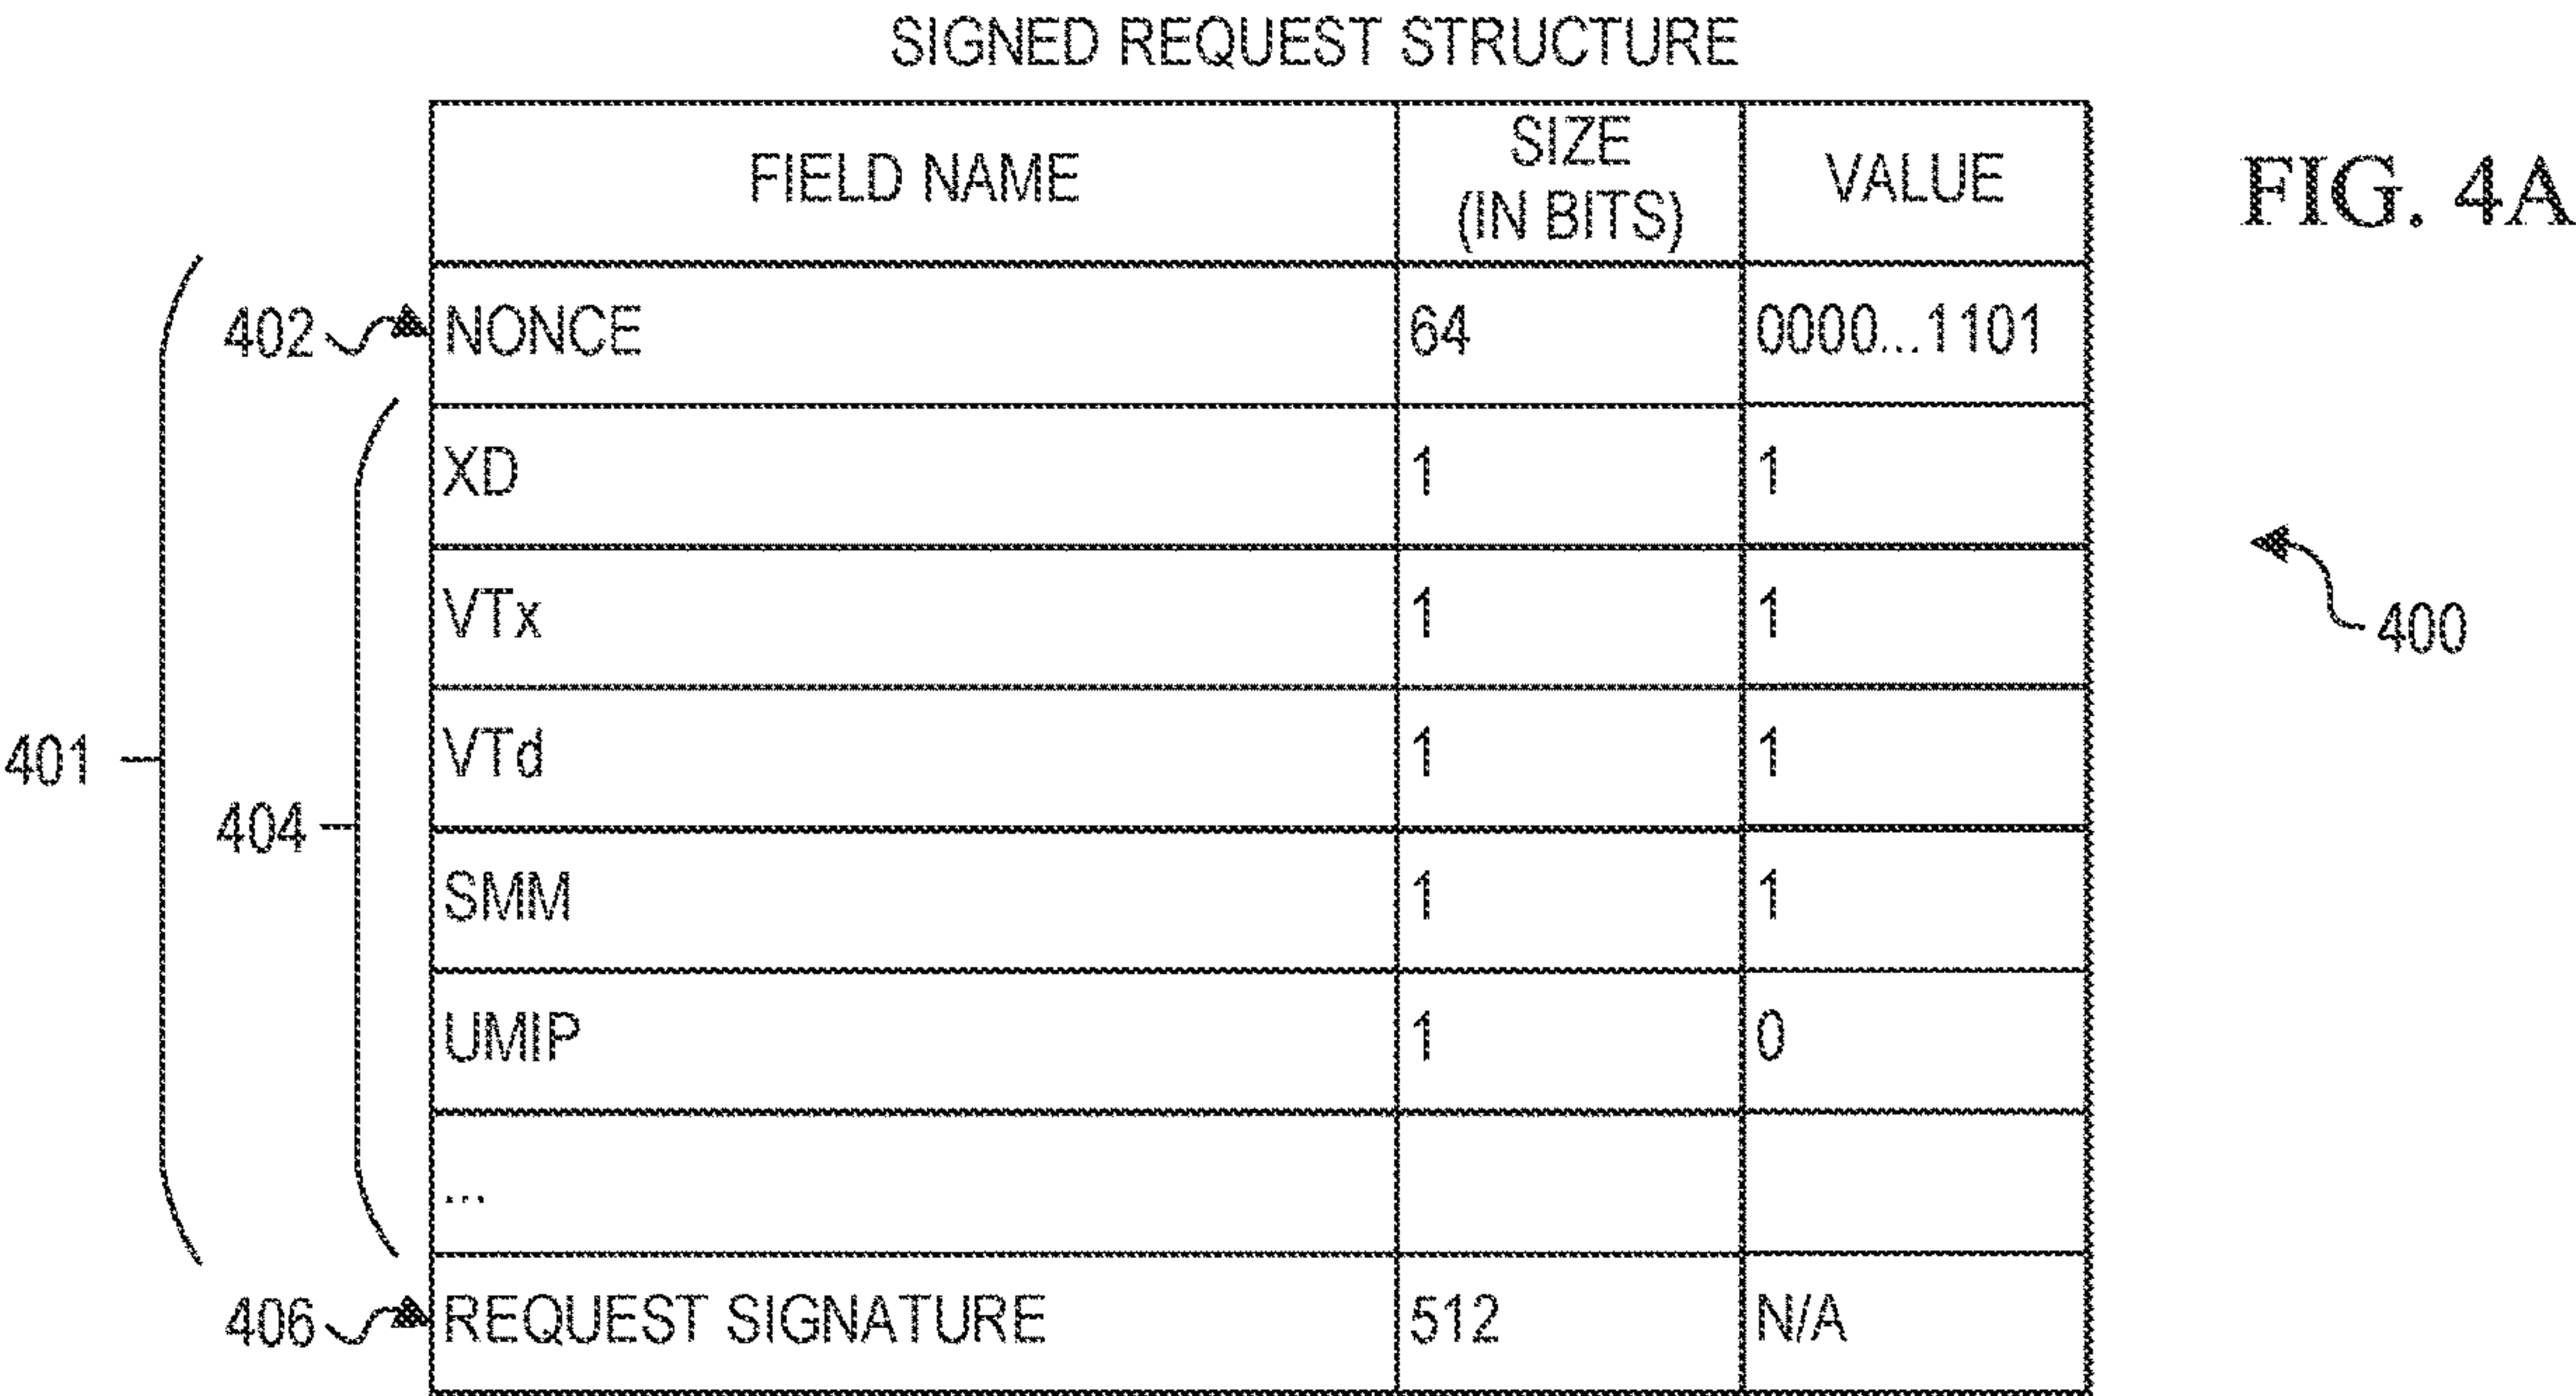 SIGNED REQUEST STRUCTURE
FIELD NAME
SIZE
(IN BITS)
VALUE
FIG. 4A
402
NONCE
64
0000...1101
XD
1
1
VTx
1
1
400
VTd
1
1
401
404
SMM
1
1
UMIP
1
0
...
406
REQUEST SIGNATURE
512
N/A